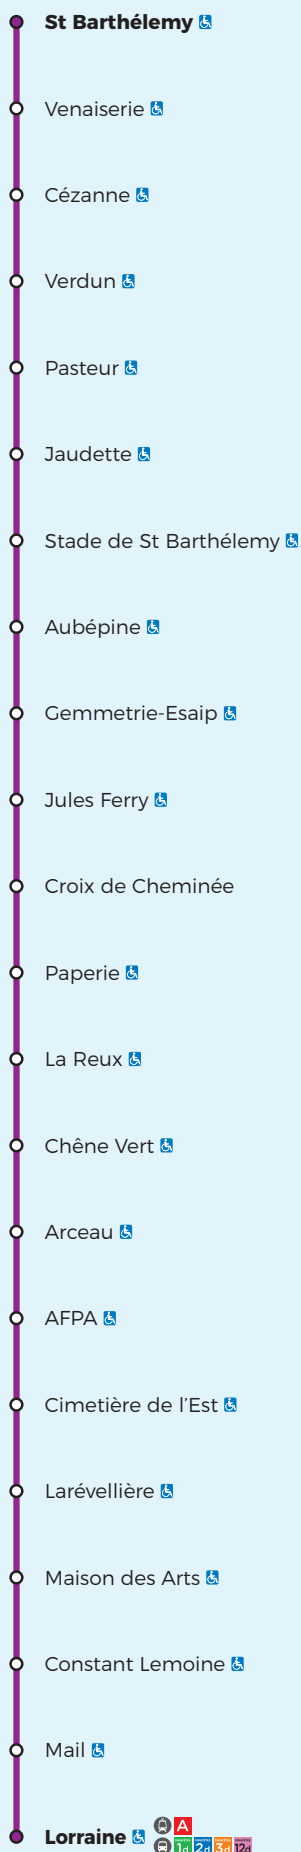 St Barthélemy
Venaiserie
Cézanne
Verdun
Pasteur
Jaudette
Stade de St Barthélemy
Aubépine
Gemmetrie-Esaip
Jules Ferry
Croix de Cheminée
Paperie
La Reux
Chêne Vert
Arceau
AFPA
Cimetière de l'Est
Larévellière
Maison des Arts
Constant Lemoine
Mail
Lorraine A
1d 2d 3d 12d